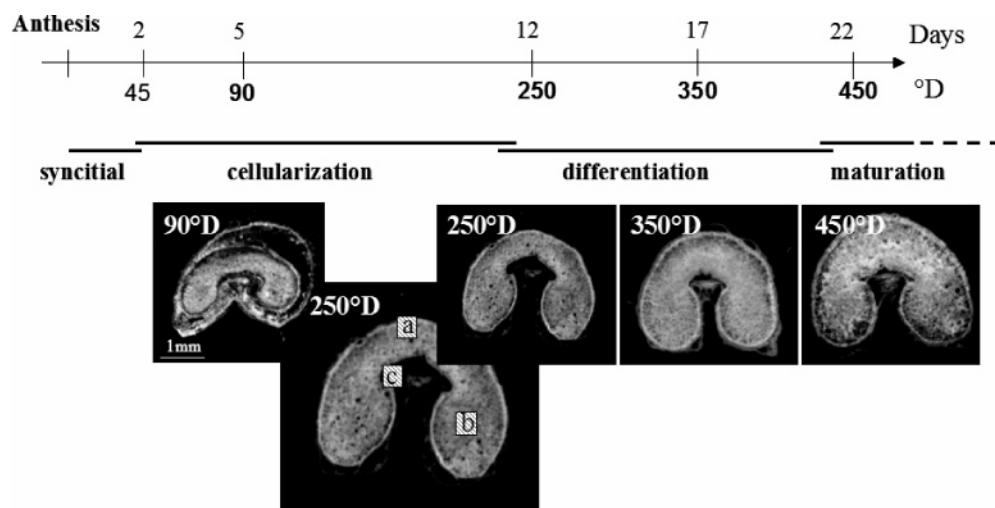 Anthesis 2 5 12 17 22 Days
45 90 250 350 450 °D
syncitial cellularization differentiation maturation
90°D 250°D 350°D 450°D
1mm
250°D
a
c
b